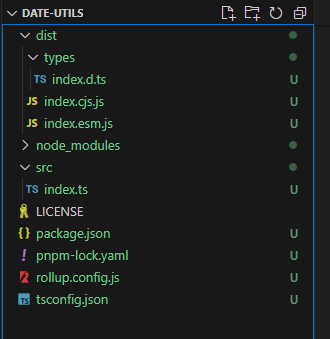 DATE-UTILS
dist
types
TS index.d.ts U
JS index.cjs.js U
JS index.esm.js U
node_modules
src
TS index.ts U
LICENSE
{ } package.json U
! pnpm-lock.yaml U
rollup.config.js U
TS tsconfig.json U